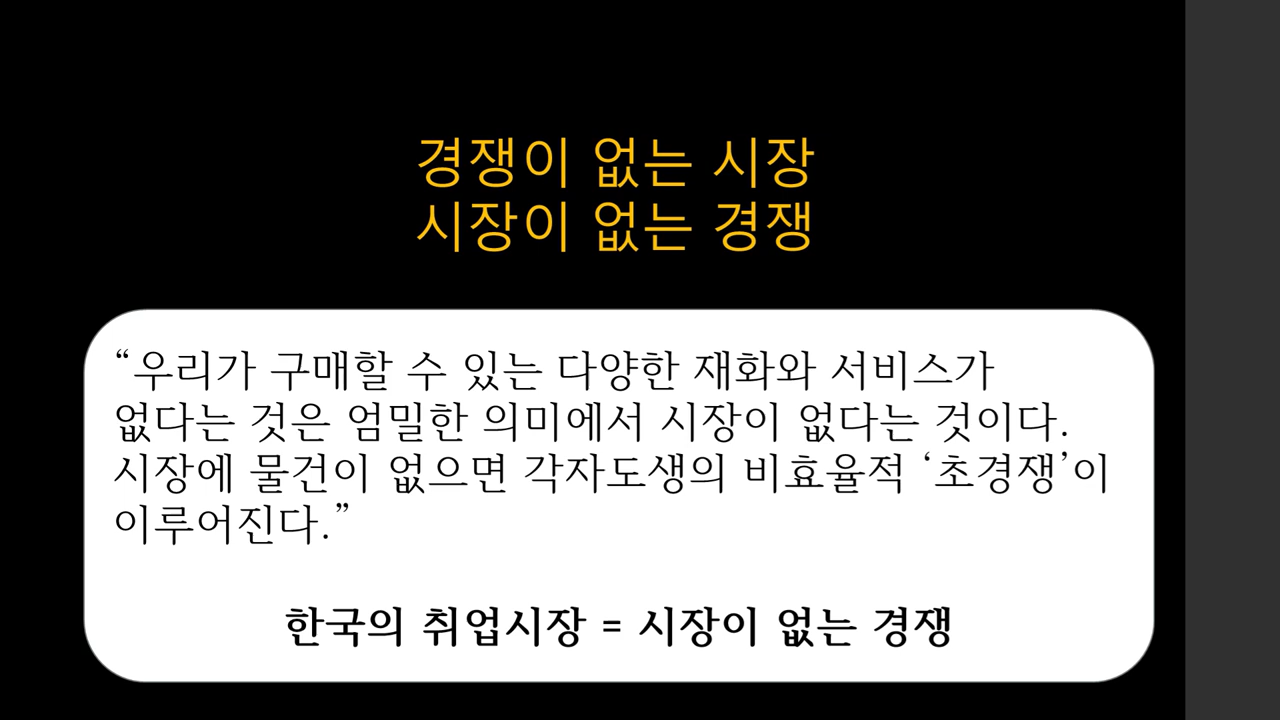 경쟁이 없는 시장
시장이 없는 경쟁
“우리가 구매할 수 있는 다양한 재화와 서비스가
없다는 것은 엄밀한 의미에서 시장이 없다는 것이다.
시장에 물건이 없으면 각자도생의 비효율적 ‘초경쟁’이
이루어진다.”
한국의 취업시장 = 시장이 없는 경쟁